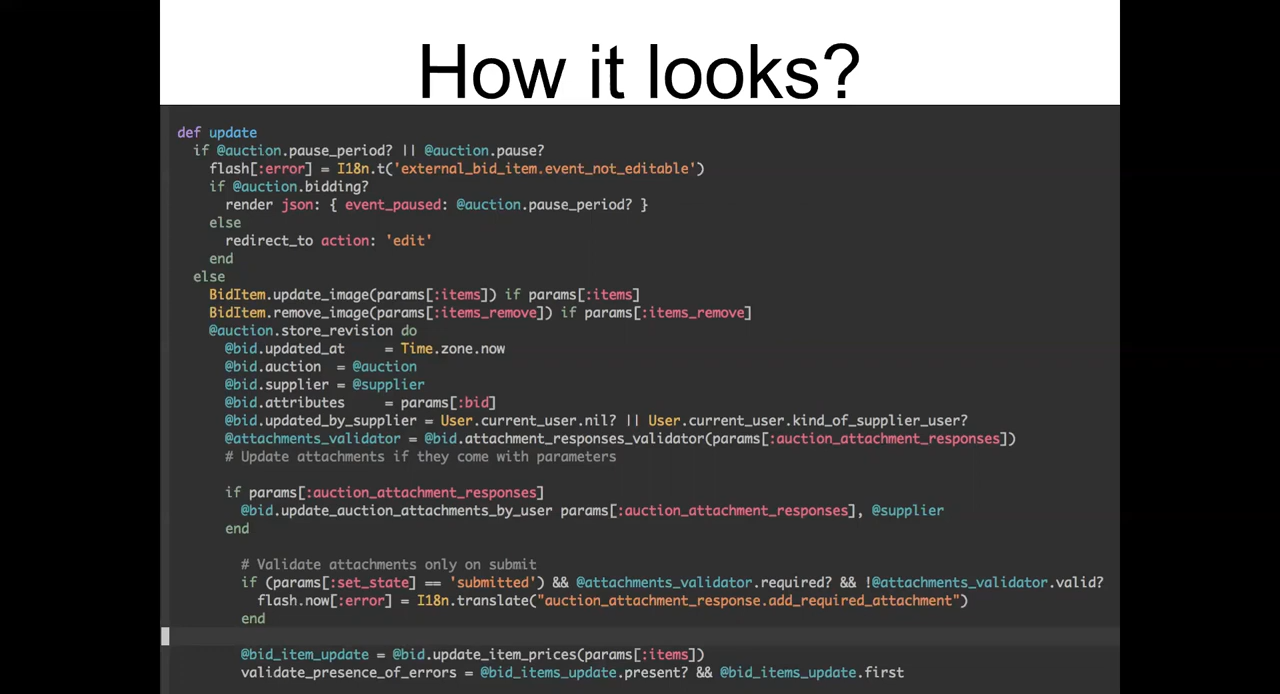 How it looks?
def update
if @auction.pause_period? || @auction.pause?
flash[:error] = I18n.t('external_bid_item.event_not_editable')
if @auction.bidding?
render json: { event_paused: @auction.pause_period? }
else
redirect_to action: 'edit'
end
else
BidItem.update_image(params[:items]) if params[:items]
BidItem.remove_image(params[:items_remove]) if params[:items_remove]
@auction.store_revision do
@bid.updated_at     = Time.zone.now
@bid.auction  = @auction
@bid.supplier = @supplier
@bid.attributes     = params[:bid]
@bid.updated_by_supplier = User.current_user.nil? || User.current_user.kind_of_supplier_user?
@attachments_validator = @bid.attachment_responses_validator(params[:auction_attachment_responses])
# Update attachments if they come with parameters
if params[:auction_attachment_responses]
@bid.update_auction_attachments_by_user params[:auction_attachment_responses], @supplier
end
# Validate attachments only on submit
if (params[:set_state] == 'submitted') && @attachments_validator.required? && !@attachments_validator.valid?
flash.now[:error] = I18n.translate("auction_attachment_response.add_required_attachment")
end
@bid_item_update = @bid.update_item_prices(params[:items])
validate_presence_of_errors = @bid_items_update.present? && @bid_items_update.first